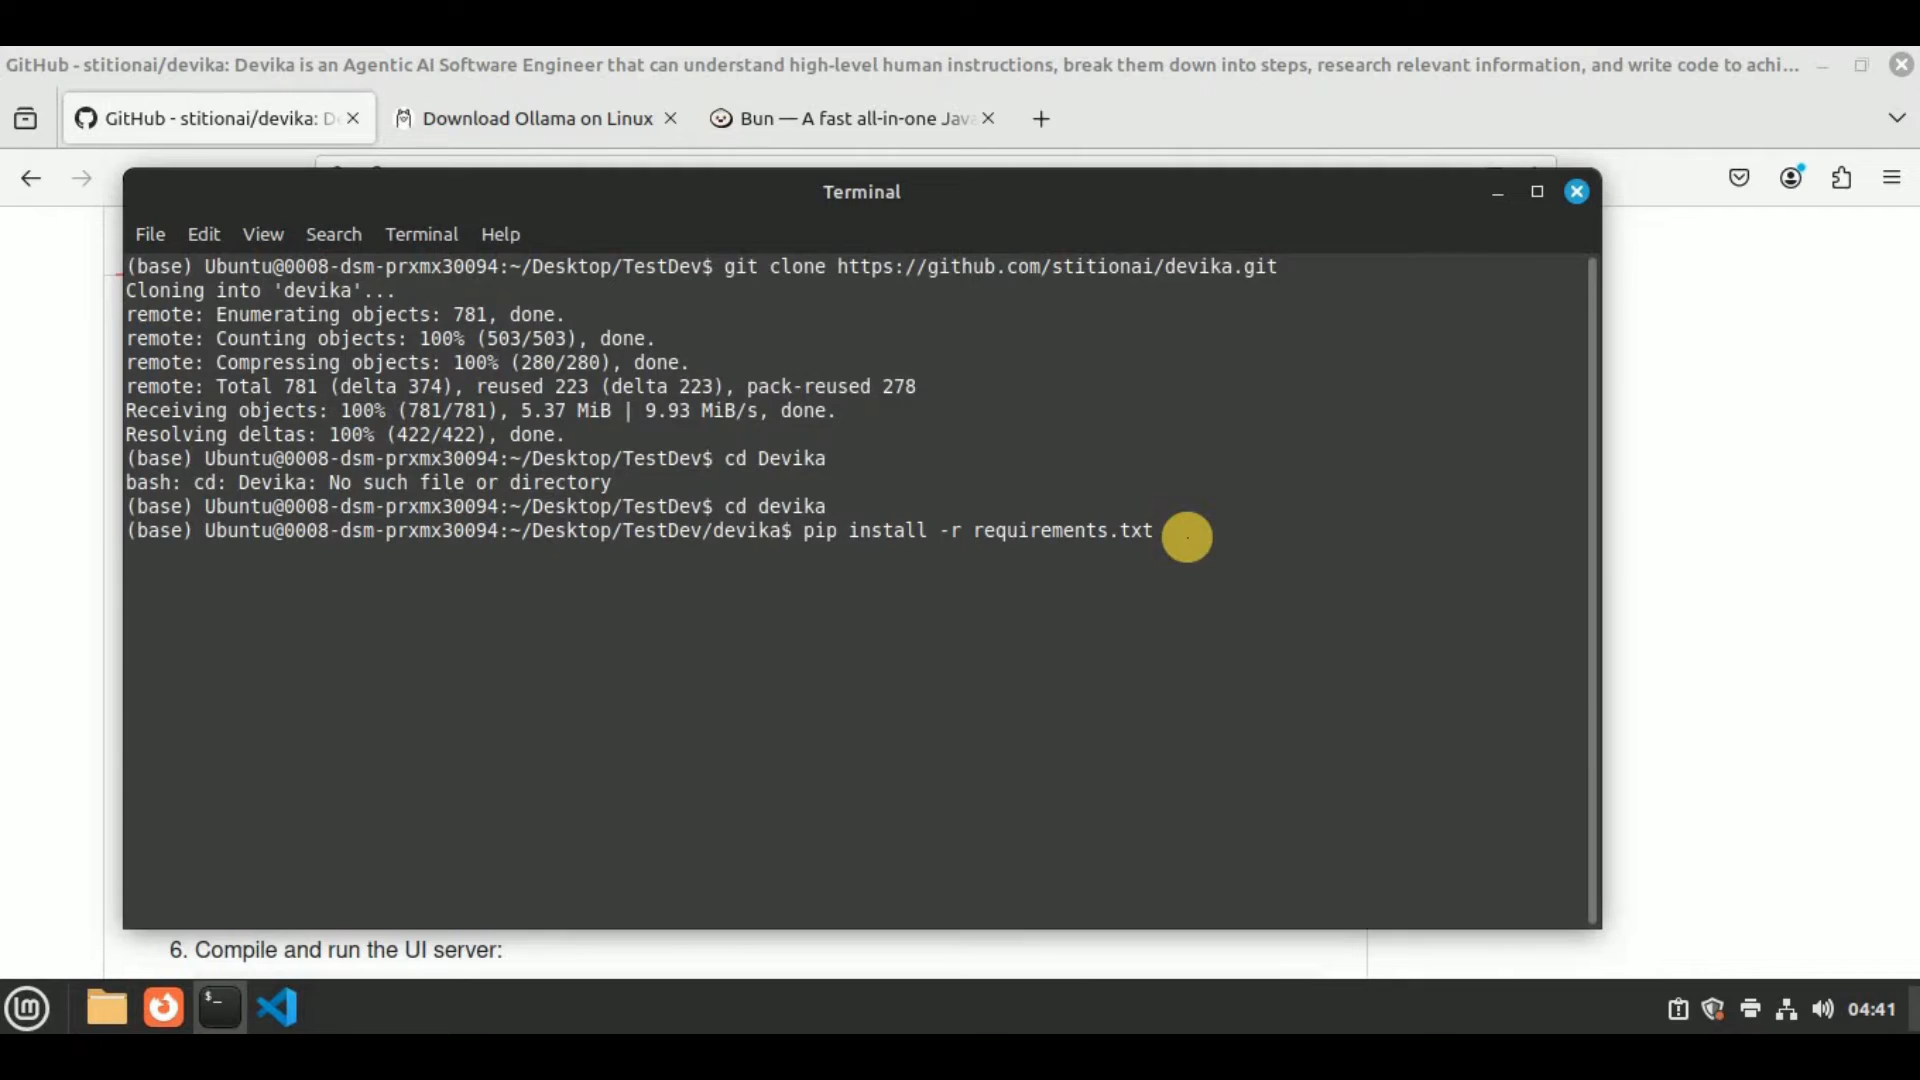 GitHub - stitionai/devika: Devika is an Agentic AI Software Engineer that can understand high-level human instructions, break them down into steps, research relevant information, and write code to achi...
GitHub - stitionai/devika: D
Download Ollama on Linux
Bun — A fast all-in-one Java
Terminal
File Edit View Search Terminal Help
(base) Ubuntu@0008-dsm-prxmx30094:~/Desktop/TestDev$ git clone https://github.com/stitionai/devika.git
Cloning into 'devika'...
remote: Enumerating objects: 781, done.
remote: Counting objects: 100% (503/503), done.
remote: Compressing objects: 100% (280/280), done.
remote: Total 781 (delta 374), reused 223 (delta 223), pack-reused 278
Receiving objects: 100% (781/781), 5.37 MiB | 9.93 MiB/s, done.
Resolving deltas: 100% (422/422), done.
(base) Ubuntu@0008-dsm-prxmx30094:~/Desktop/TestDev$ cd Devika
bash: cd: Devika: No such file or directory
(base) Ubuntu@0008-dsm-prxmx30094:~/Desktop/TestDev$ cd devika
(base) Ubuntu@0008-dsm-prxmx30094:~/Desktop/TestDev/devika$ pip install -r requirements.txt
6. Compile and run the UI server:
04:41